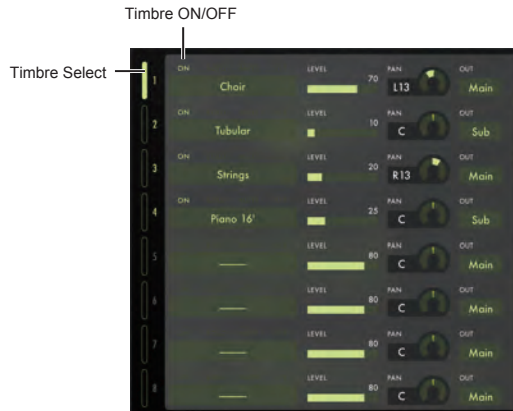 Timbre ON/OFF
Timbre Select
ON LEVEL PAN OUT
1 Choir 70 L13 Main
ON LEVEL PAN OUT
2 Tubular 10 C Sub
ON LEVEL PAN OUT
3 Strings 20 R13 Main
ON LEVEL PAN OUT
4 Piano 16' 25 C Sub
LEVEL PAN OUT
5 — 80 C Main
LEVEL PAN OUT
6 — 80 C Main
LEVEL PAN OUT
7 — 80 C Main
LEVEL PAN OUT
8 — 80 C Main